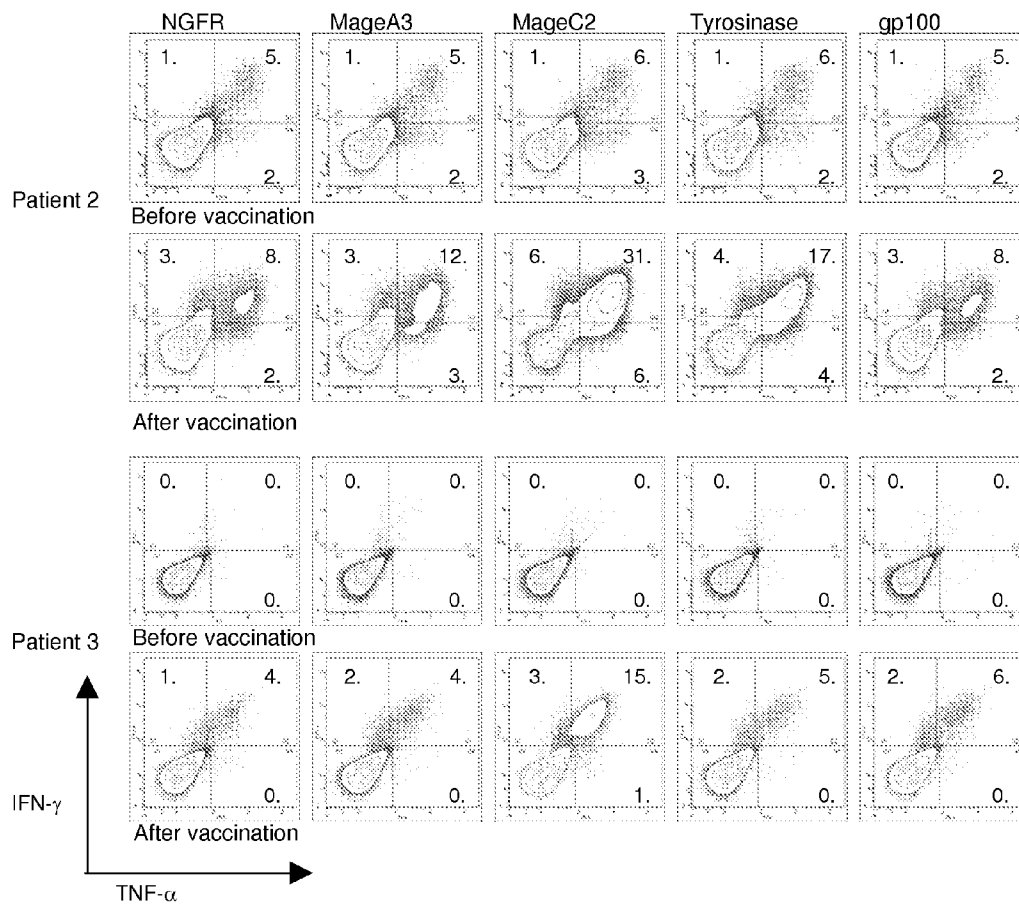 NGFR MageA3 MageC2 Tyrosinase gp100
1. 5. 1. 5. 1. 6. 1. 6. 1. 5.
2. 2. 3. 2. 2.
Patient 2
Before vaccination
3. 8. 3. 12. 6. 31. 4. 17. 3. 8.
2. 3. 6. 4. 2.
After vaccination
0. 0. 0. 0. 0. 0. 0. 0. 0. 0.
0. 0. 0. 0. 0.
Patient 3
Before vaccination
1. 4. 2. 4. 3. 15. 2. 5. 2. 6.
0. 0. 1. 0. 0.
IFN-γ
After vaccination
TNF-α